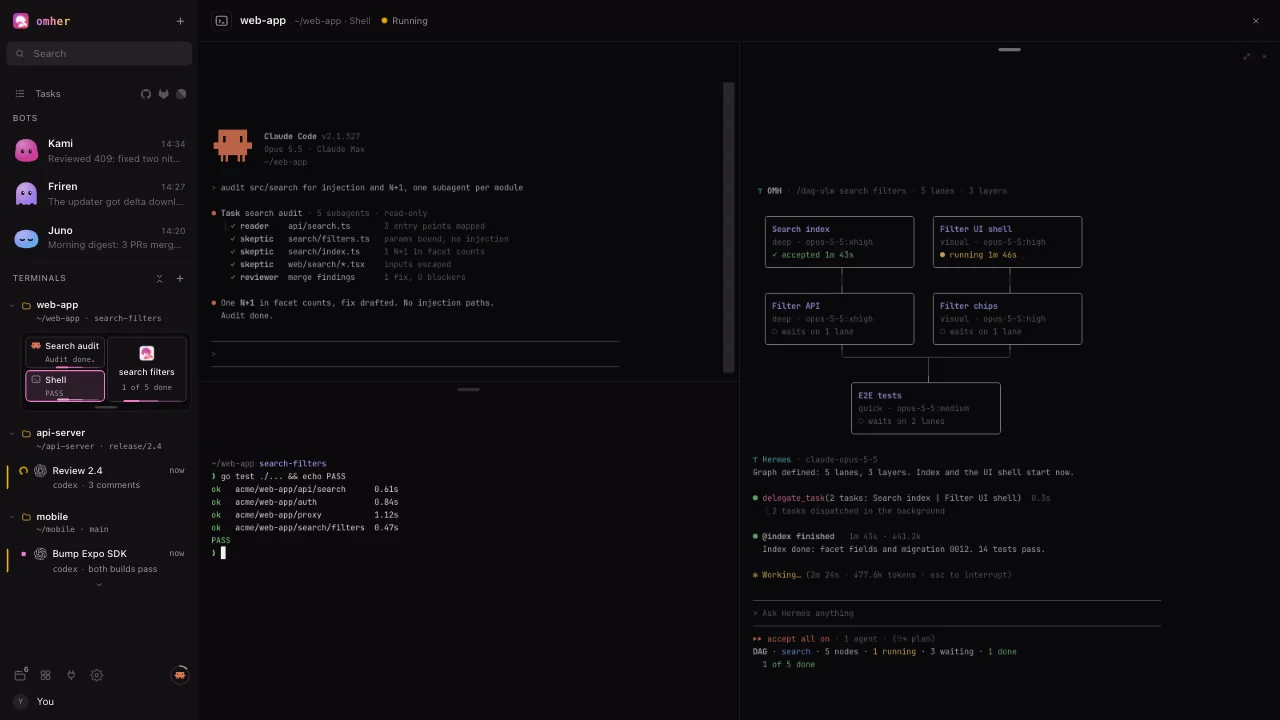 omher
Search
Tasks
BOTS
Kami 14:34
Reviewed 409: fixed two nit...
Friren 14:27
The updater got delta downl...
Juno 14:20
Morning digest: 3 PRs merg...
TERMINALS
web-app
~/web-app · search-filters
Search audit
Audit done.
Shell
PASS
search filters
1 of 5 done
api-server
~/api-server · release/2.4
Review 2.4 now
codex · 3 comments
mobile
~/mobile · main
Bump Expo SDK now
codex · both builds pass
6
Y You
web-app ~/web-app · Shell Running
Claude Code v2.1.327
Opus 5.5 · Claude Max
~/web-app
> audit src/search for injection and N+1, one subagent per module
● Task search audit · 5 subagents · read-only
✓ reader api/search.ts 3 entry points mapped
✓ skeptic search/filters.ts params bound, no injection
✓ skeptic search/index.ts 1 N+1 in facet counts
✓ skeptic web/search/*.tsx inputs escaped
✓ reviewer merge findings 1 fix, 0 blockers
● One N+1 in facet counts, fix drafted. No injection paths.
Audit done.
>
~/web-app search-filters
❯ go test ./... && echo PASS
ok acme/web-app/api/search 0.61s
ok acme/web-app/auth 0.84s
ok acme/web-app/proxy 1.12s
ok acme/web-app/search/filters 0.47s
PASS
❯
OMH · /dag-ulw search filters · 5 lanes · 3 layers
Search index
deep · opus-5-5:xhigh
✓ accepted 1m 43s
Filter UI shell
visual · opus-5-5:high
● running 1m 46s
Filter API
deep · opus-5-5:xhigh
○ waits on 1 lane
Filter chips
visual · opus-5-5:high
○ waits on 1 lane
E2E tests
quick · opus-5-5:medium
○ waits on 2 lanes
Hermes · claude-opus-5-5
Graph defined: 5 lanes, 3 layers. Index and the UI shell start now.
● delegate_task(2 tasks: Search index | Filter UI shell) 0.3s
2 tasks dispatched in the background
● @index finished 1m 43s · ↓41.2k
Index done: facet fields and migration 0012. 14 tests pass.
✱ Working… (2m 24s · ↓77.6k tokens · esc to interrupt)
> Ask Hermes anything
▸▸ accept all on · 1 agent · (⇧⇥ plan)
DAG · search · 5 nodes · 1 running · 3 waiting · 1 done
1 of 5 done